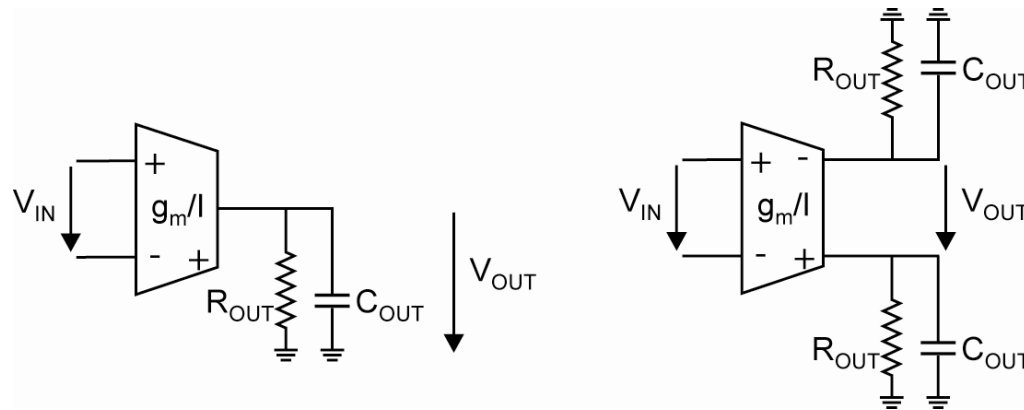 V_IN
+
g_m/I
-
+
R_OUT
C_OUT
V_OUT
R_OUT
C_OUT
V_IN
+ -
g_m/I
- +
V_OUT
R_OUT
C_OUT